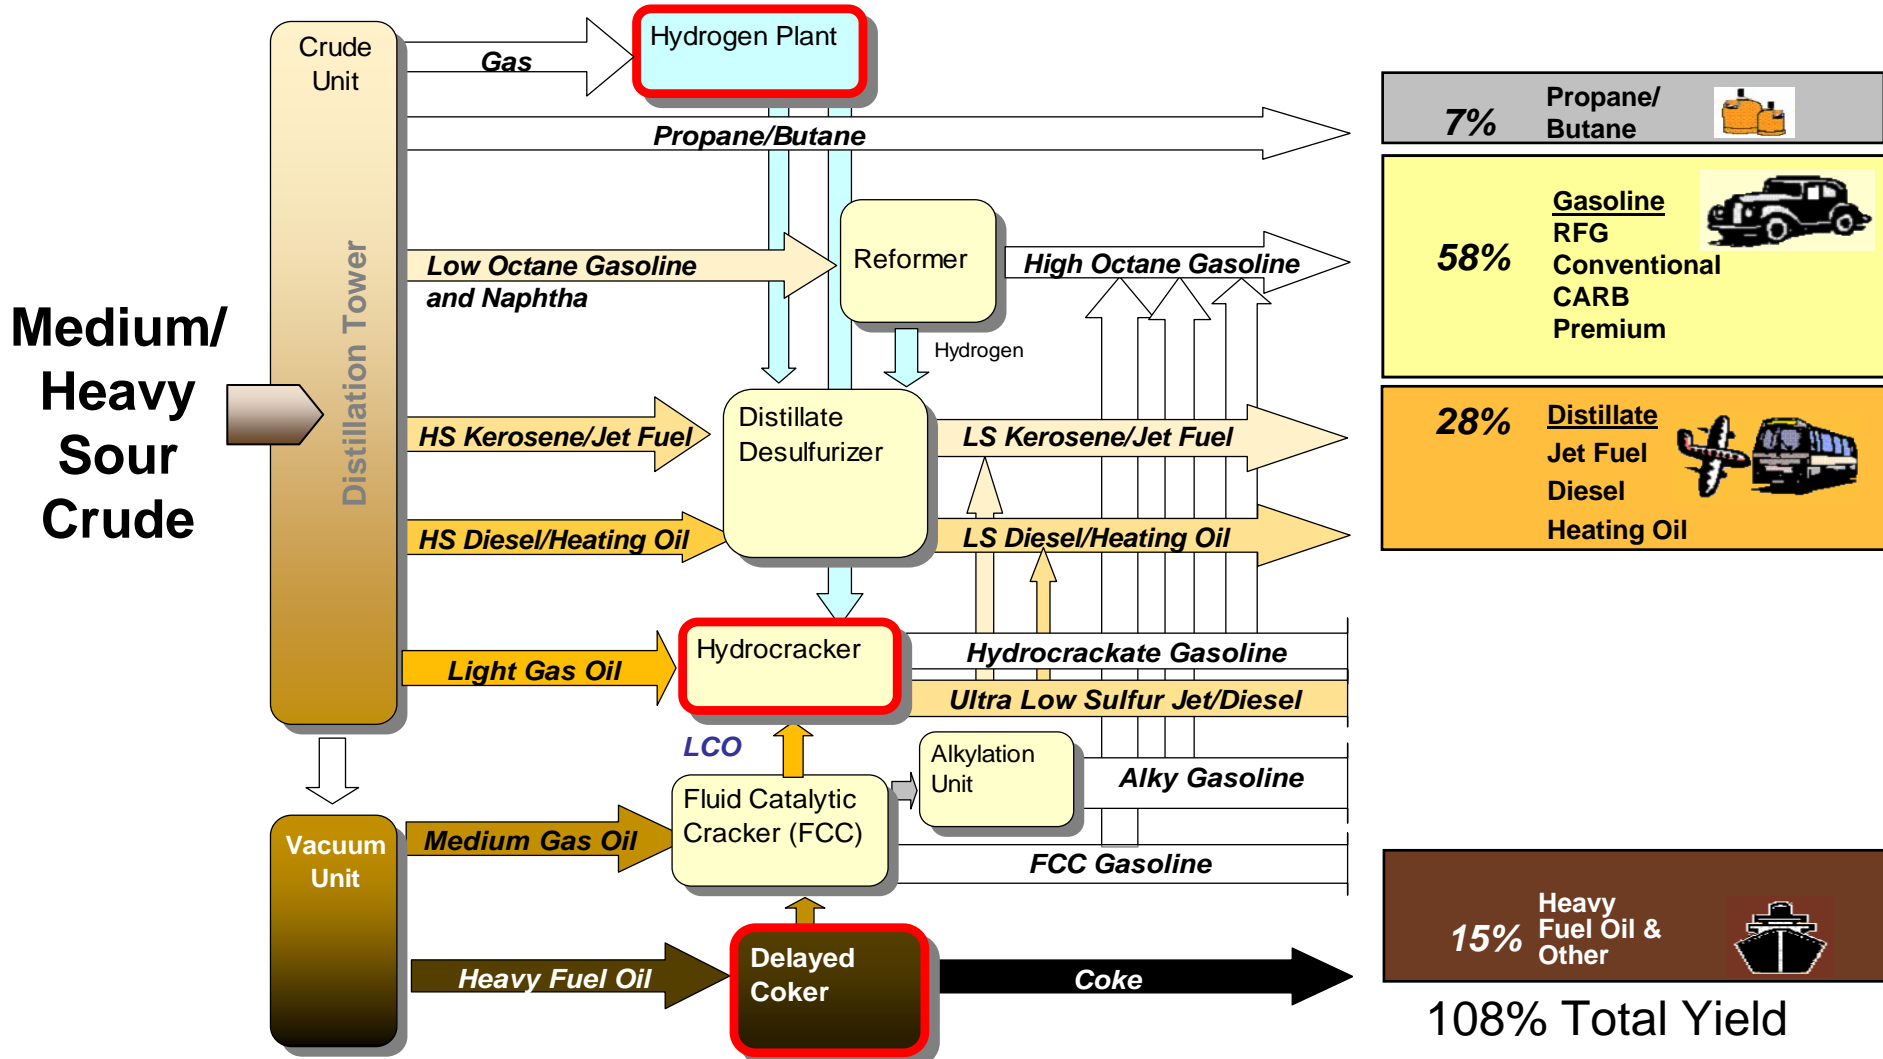 Medium/
Heavy
Sour
Crude
Crude
Unit
Distillation Tower
Vacuum
Unit
Gas
Hydrogen Plant
Propane/Butane
Low Octane Gasoline
and Naphtha
Reformer
High Octane Gasoline
Hydrogen
HS Kerosene/Jet Fuel
Distillate
Desulfurizer
LS Kerosene/Jet Fuel
HS Diesel/Heating Oil
LS Diesel/Heating Oil
Light Gas Oil
Hydrocracker
Hydrocrackate Gasoline
Ultra Low Sulfur Jet/Diesel
LCO
Alkylation
Unit
Alky Gasoline
Medium Gas Oil
Fluid Catalytic
Cracker (FCC)
FCC Gasoline
Heavy Fuel Oil
Delayed
Coker
Coke
7%
Propane/
Butane
58%
Gasoline
RFG
Conventional
CARB
Premium
28%
Distillate
Jet Fuel
Diesel
Heating Oil
15%
Heavy
Fuel Oil &
Other
108% Total Yield